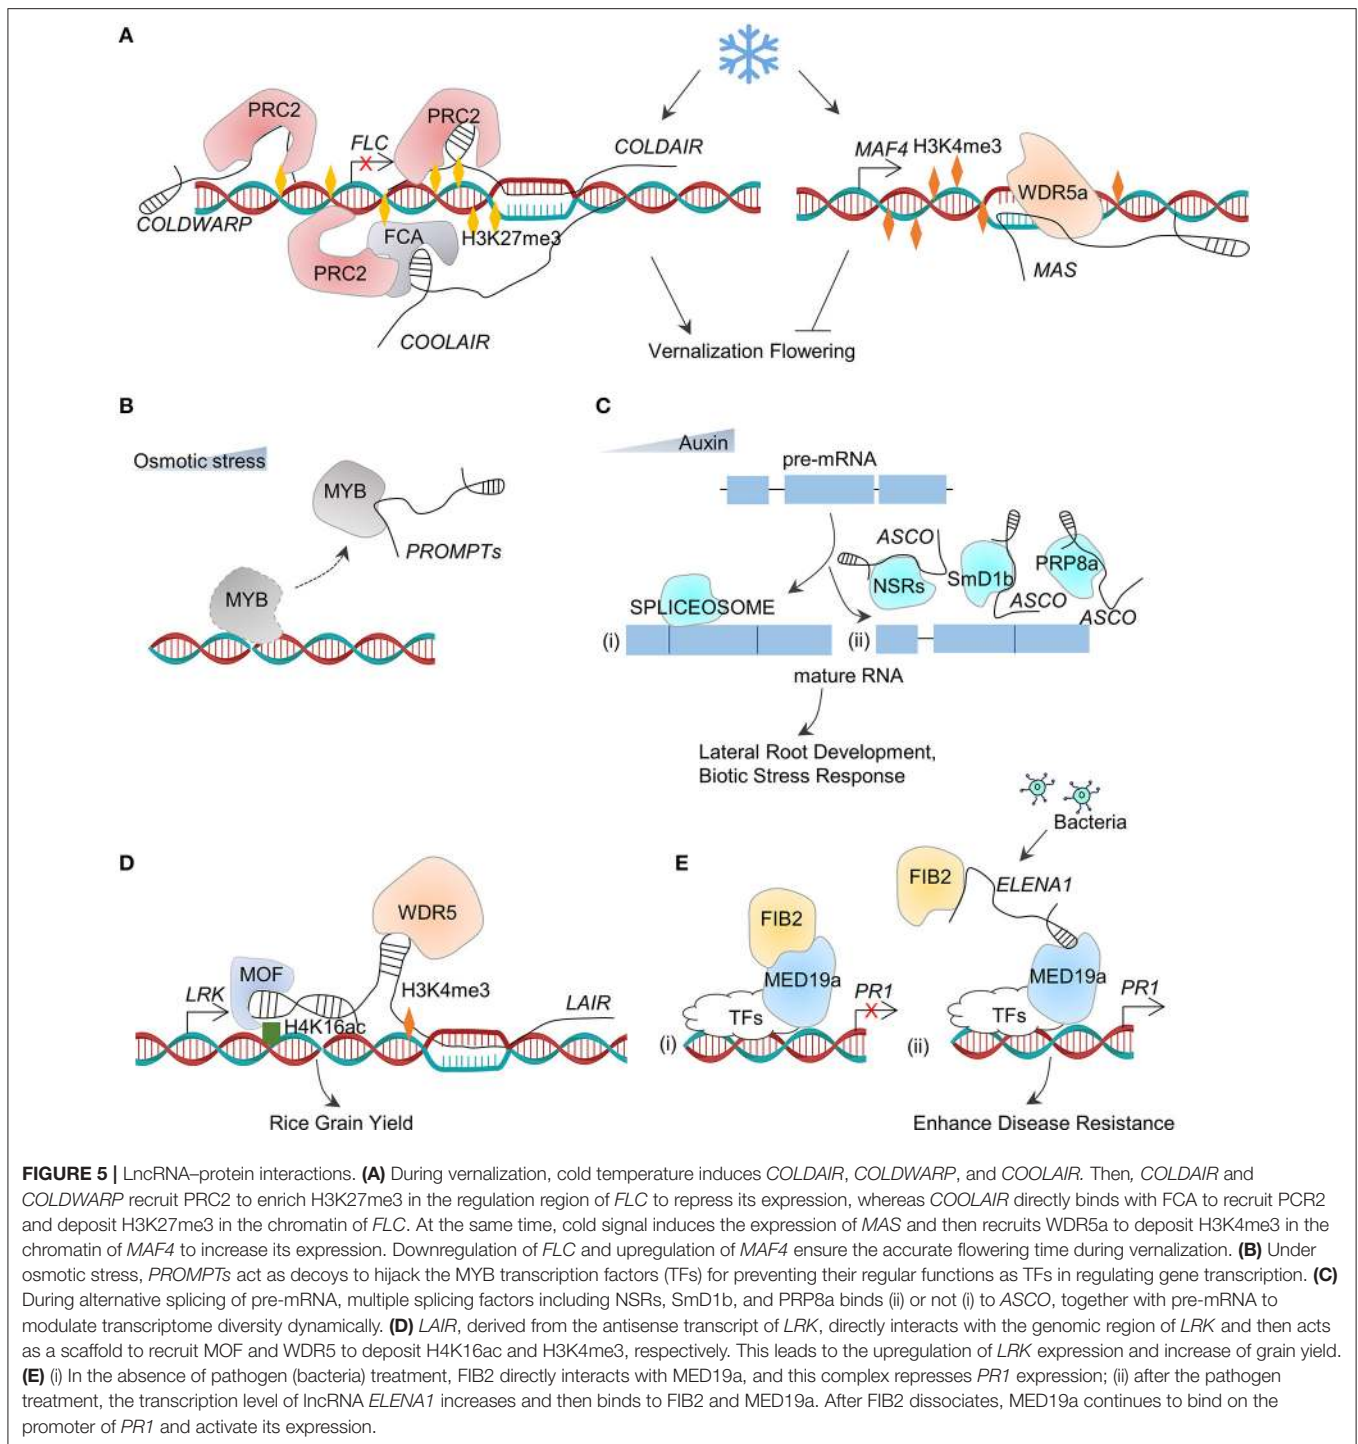 A
PRC2
FLC
PRC2
COLDAIR
MAF4
H3K4me3
WDR5a
COLDWARP
FCA
H3K27me3
PRC2
MAS
COOLAIR
Vernalization Flowering
B
Osmotic stress
MYB
PROMPTs
MYB
C
Auxin
pre-mRNA
ASCO
NSRs
SmD1b
PRP8a
ASCO
ASCO
SPLICEOSOME
(i)
(ii)
mature RNA
Lateral Root Development,
Biotic Stress Response
D
WDR5
MOF
LRK
H3K4me3
H4K16ac
LAIR
Rice Grain Yield
E
Bacteria
FIB2
ELENA1
FIB2
MED19a
PR1
TFs
(i)
MED19a
PR1
TFs
(ii)
Enhance Disease Resistance
FIGURE 5 | LncRNA–protein interactions. (A) During vernalization, cold temperature induces COLDAIR, COLDWARP, and COOLAIR. Then, COLDAIR and
COLDWARP recruit PRC2 to enrich H3K27me3 in the regulation region of FLC to repress its expression, whereas COOLAIR directly binds with FCA to recruit PCR2
and deposit H3K27me3 in the chromatin of FLC. At the same time, cold signal induces the expression of MAS and then recruits WDR5a to deposit H3K4me3 in the
chromatin of MAF4 to increase its expression. Downregulation of FLC and upregulation of MAF4 ensure the accurate flowering time during vernalization. (B) Under
osmotic stress, PROMPTs act as decoys to hijack the MYB transcription factors (TFs) for preventing their regular functions as TFs in regulating gene transcription. (C)
During alternative splicing of pre-mRNA, multiple splicing factors including NSRs, SmD1b, and PRP8a binds (ii) or not (i) to ASCO, together with pre-mRNA to
modulate transcriptome diversity dynamically. (D) LAIR, derived from the antisense transcript of LRK, directly interacts with the genomic region of LRK and then acts
as a scaffold to recruit MOF and WDR5 to deposit H4K16ac and H3K4me3, respectively. This leads to the upregulation of LRK expression and increase of grain yield.
(E) (i) In the absence of pathogen (bacteria) treatment, FIB2 directly interacts with MED19a, and this complex represses PR1 expression; (ii) after the pathogen
treatment, the transcription level of lncRNA ELENA1 increases and then binds to FIB2 and MED19a. After FIB2 dissociates, MED19a continues to bind on the
promoter of PR1 and activate its expression.